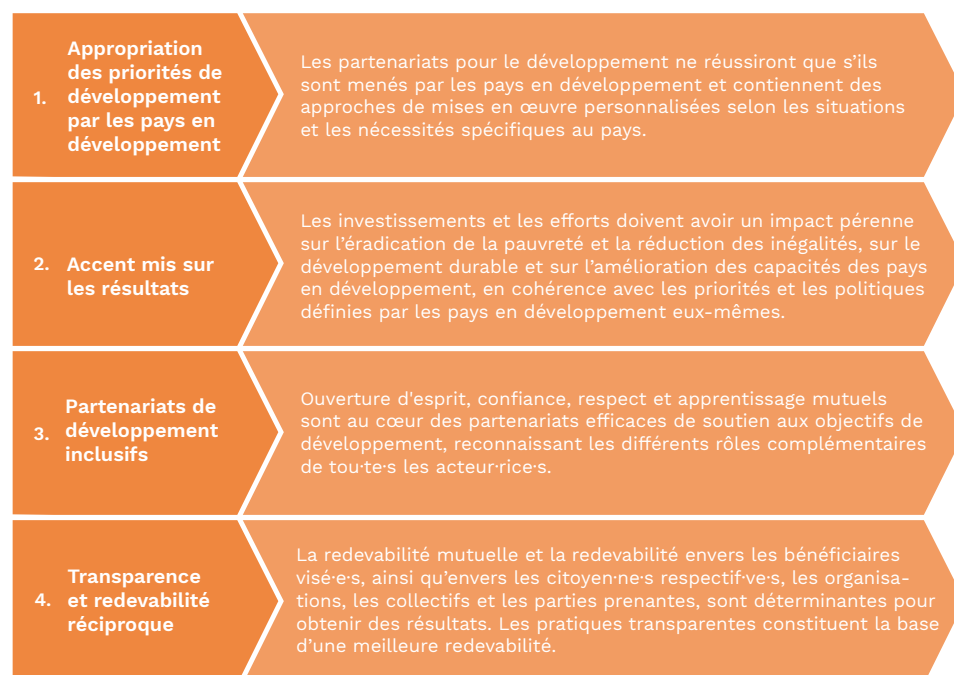 1.
Appropriation
des priorités de
développement
par les pays en
développement
Les partenariats pour le développement ne réussiront que s’ils
sont menés par les pays en développement et contiennent des
approches de mises en œuvre personnalisées selon les situations
et les nécessités spécifiques au pays.
2.
Accent mis sur
les résultats
Les investissements et les efforts doivent avoir un impact pérenne
sur l’éradication de la pauvreté et la réduction des inégalités, sur le
développement durable et sur l’amélioration des capacités des pays
en développement, en cohérence avec les priorités et les politiques
définies par les pays en développement eux-mêmes.
3.
Partenariats de
développement
inclusifs
Ouverture d'esprit, confiance, respect et apprentissage mutuels
sont au cœur des partenariats efficaces de soutien aux objectifs de
développement, reconnaissant les différents rôles complémentaires
de tou·te·s les acteur·rice·s.
4.
Transparence
et redevabilité
réciproque
La redevabilité mutuelle et la redevabilité envers les bénéficiaires
visé·e·s, ainsi qu’envers les citoyen·ne·s respectif·ve·s, les organisa-
tions, les collectifs et les parties prenantes, sont déterminantes pour
obtenir des résultats. Les pratiques transparentes constituent la base
d’une meilleure redevabilité.